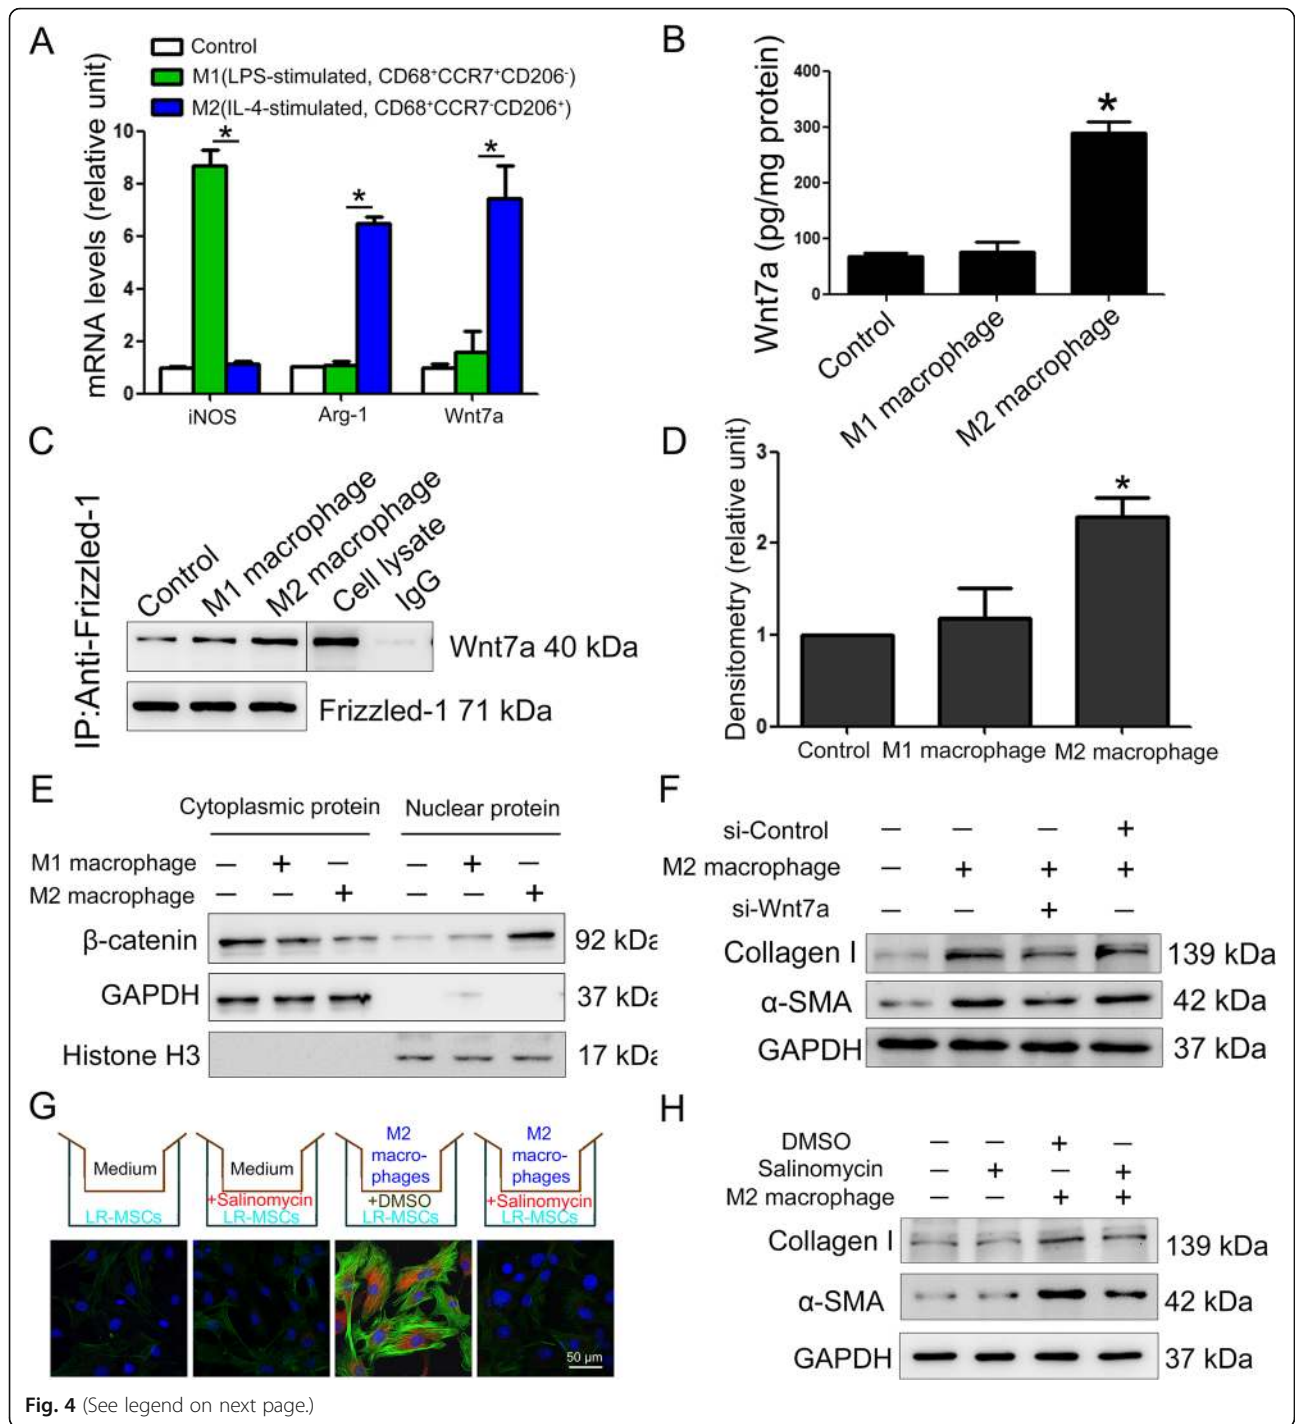 A
Control
M1(LPS-stimulated, CD68⁺CCR7⁺CD206⁻)
M2(IL-4-stimulated, CD68⁺CCR7⁻CD206⁺)
mRNA levels (relative unit)
10
8
6
4
2
0
*
*
*
iNOS
Arg-1
Wnt7a
B
Wnt7a (pg/mg protein)
400
300
200
100
0
*
Control
M1 macrophage
M2 macrophage
C
IP:Anti-Frizzled-1
Control
M1 macrophage
M2 macrophage
Cell lysate
IgG
Wnt7a 40 kDa
Frizzled-1 71 kDa
D
Densitometry (relative unit)
3
2
1
0
*
Control
M1 macrophage
M2 macrophage
E
Cytoplasmic protein
Nuclear protein
M1 macrophage – + – – + –
M2 macrophage – – + – – +
β-catenin 92 kDa
GAPDH 37 kDa
Histone H3 17 kDa
F
si-Control – – – +
M2 macrophage – + + +
si-Wnt7a – – + –
Collagen I 139 kDa
α-SMA 42 kDa
GAPDH 37 kDa
G
Medium
LR-MSCs
Medium
+Salinomycin
LR-MSCs
M2
macro-
phages
+DMSO
LR-MSCs
M2
macro-
phages
+Salinomycin
LR-MSCs
50 µm
H
DMSO – – + –
Salinomycin – + – +
M2 macrophage – – + +
Collagen I 139 kDa
α-SMA 42 kDa
GAPDH 37 kDa
Fig. 4 (See legend on next page.)